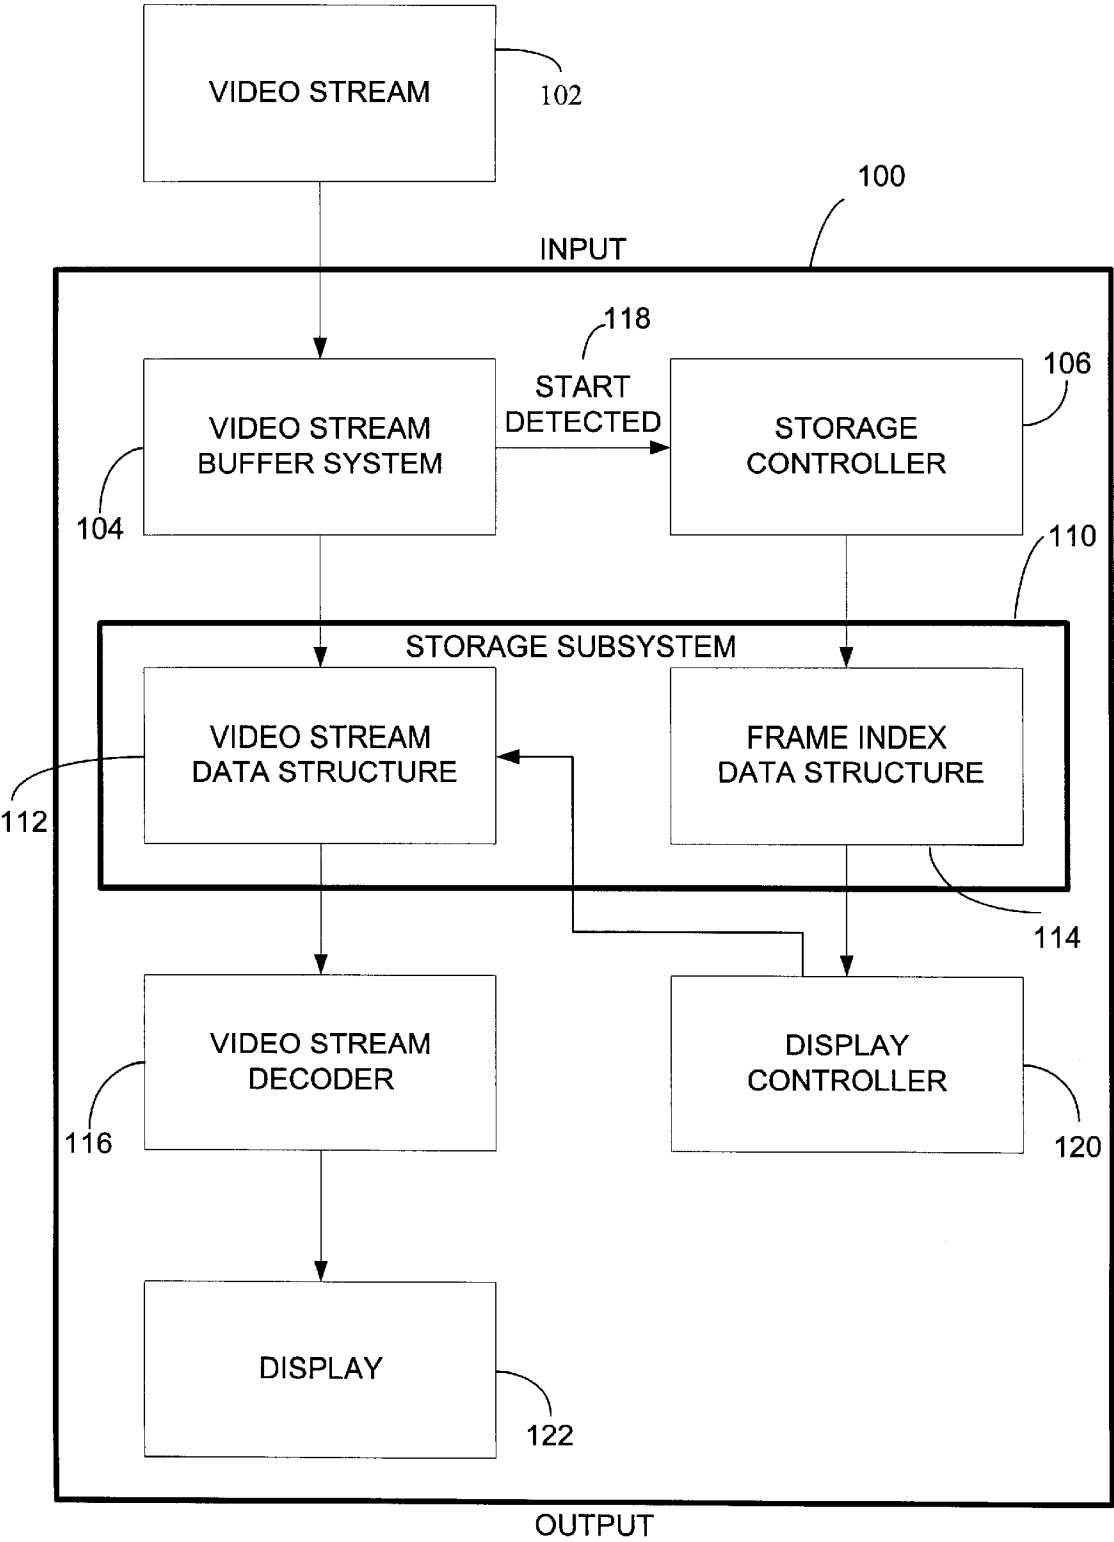 VIDEO STREAM
102
100
INPUT
118
START
DETECTED
VIDEO STREAM
BUFFER SYSTEM
104
STORAGE
CONTROLLER
106
110
STORAGE SUBSYSTEM
VIDEO STREAM
DATA STRUCTURE
112
FRAME INDEX
DATA STRUCTURE
114
VIDEO STREAM
DECODER
116
DISPLAY
CONTROLLER
120
DISPLAY
122
OUTPUT